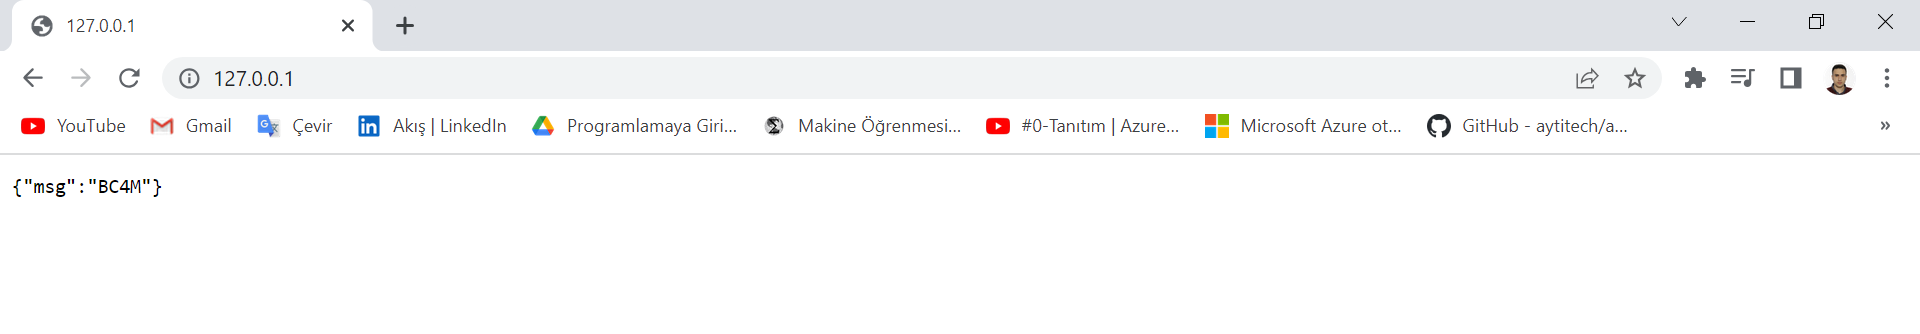 127.0.0.1
127.0.0.1
YouTube Gmail Çevir Akış | LinkedIn Programlamaya Giri... Makine Öğrenmesi... #0-Tanıtım | Azure... Microsoft Azure ot... GitHub - aytitech/a... »
{"msg":"BC4M"}